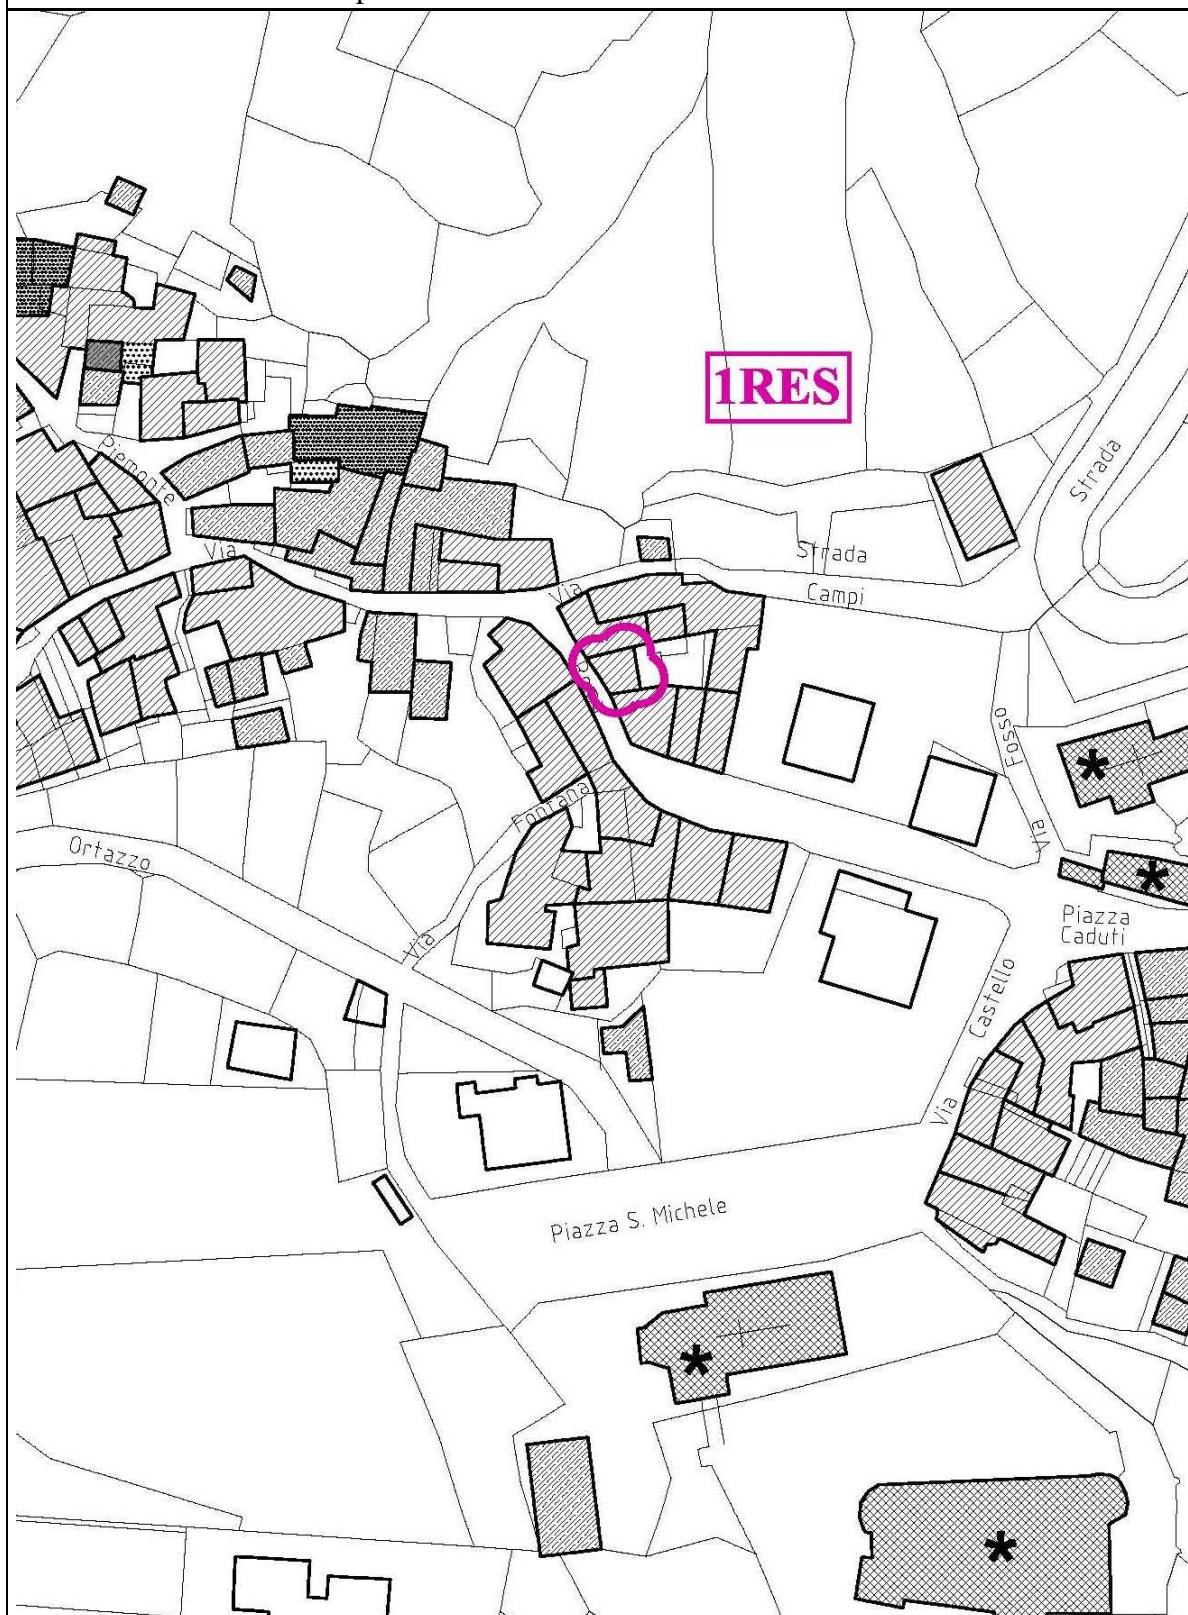 1RES
Piemonte
Via
Via
Strada
Strada
Campi
Fosso
Via
Fontana
Via
Ortazzo
Piazza
Caduti
Castello
Via
Piazza S. Michele
*
*
*
*